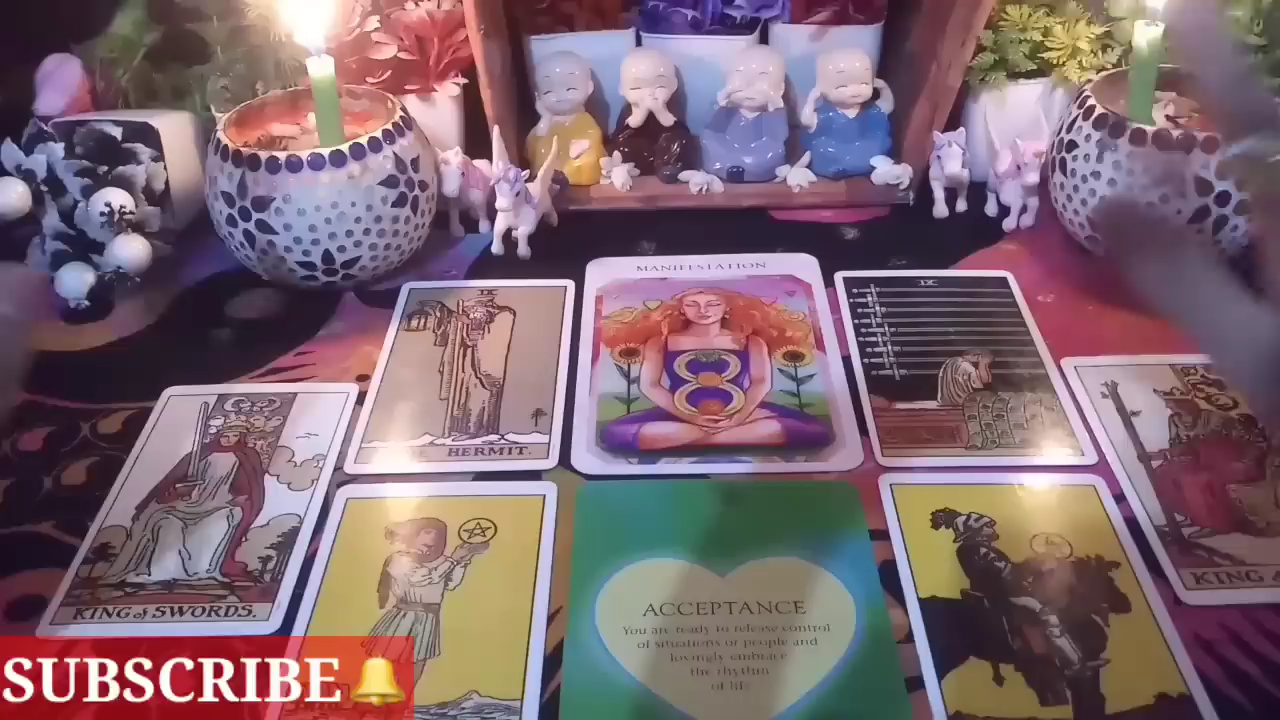 MANIFESTATION
IX
IX
HERMIT.
KING of SWORDS.
KING
ACCEPTANCE
You are ready to release control
of situations or people and
lovingly embrace
the rhythm
of life
SUBSCRIBE